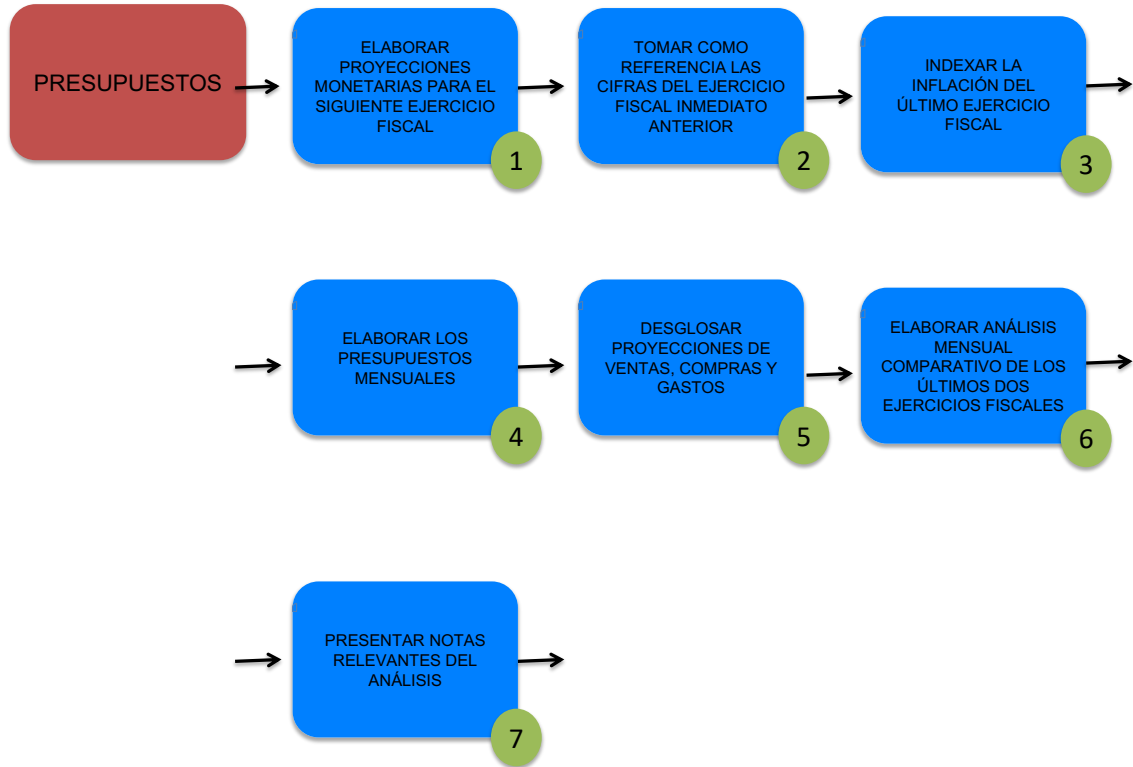 PRESUPUESTOS
ELABORAR
PROYECCIONES
MONETARIAS PARA EL
SIGUIENTE EJERCICIO
FISCAL
1
TOMAR COMO
REFERENCIA LAS
CIFRAS DEL EJERCICIO
FISCAL INMEDIATO
ANTERIOR
2
INDEXAR LA
INFLACIÓN DEL
ÚLTIMO EJERCICIO
FISCAL
3
ELABORAR LOS
PRESUPUESTOS
MENSUALES
4
DESGLOSAR
PROYECCIONES DE
VENTAS, COMPRAS Y
GASTOS
5
ELABORAR ANÁLISIS
MENSUAL
COMPARATIVO DE LOS
ÚLTIMOS DOS
EJERCICIOS FISCALES
6
PRESENTAR NOTAS
RELEVANTES DEL
ANÁLISIS
7